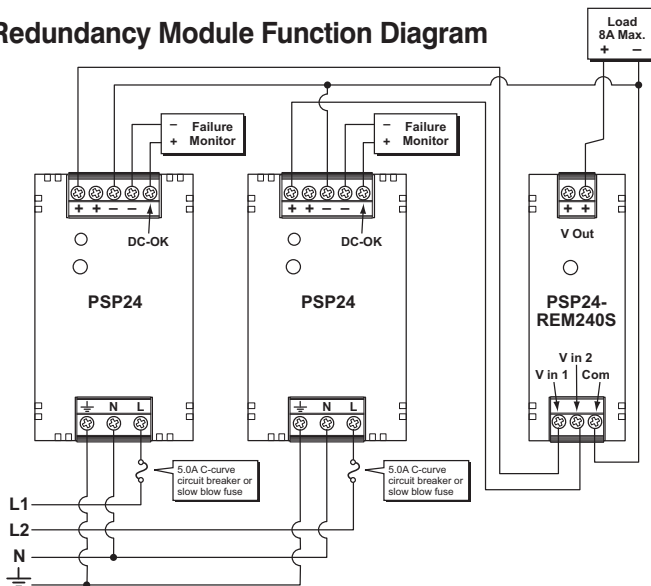 Redundancy Module Function Diagram
Load
8A Max.
+ −
− Failure
+ Monitor
− Failure
+ Monitor
+ + − −
DC-OK
PSP24
N L
+ + − −
DC-OK
PSP24
N L
+ +
V Out
PSP24-
REM240S
V in 2
V in 1 Com
5.0A C-curve
circuit breaker or
slow blow fuse
5.0A C-curve
circuit breaker or
slow blow fuse
L1
L2
N